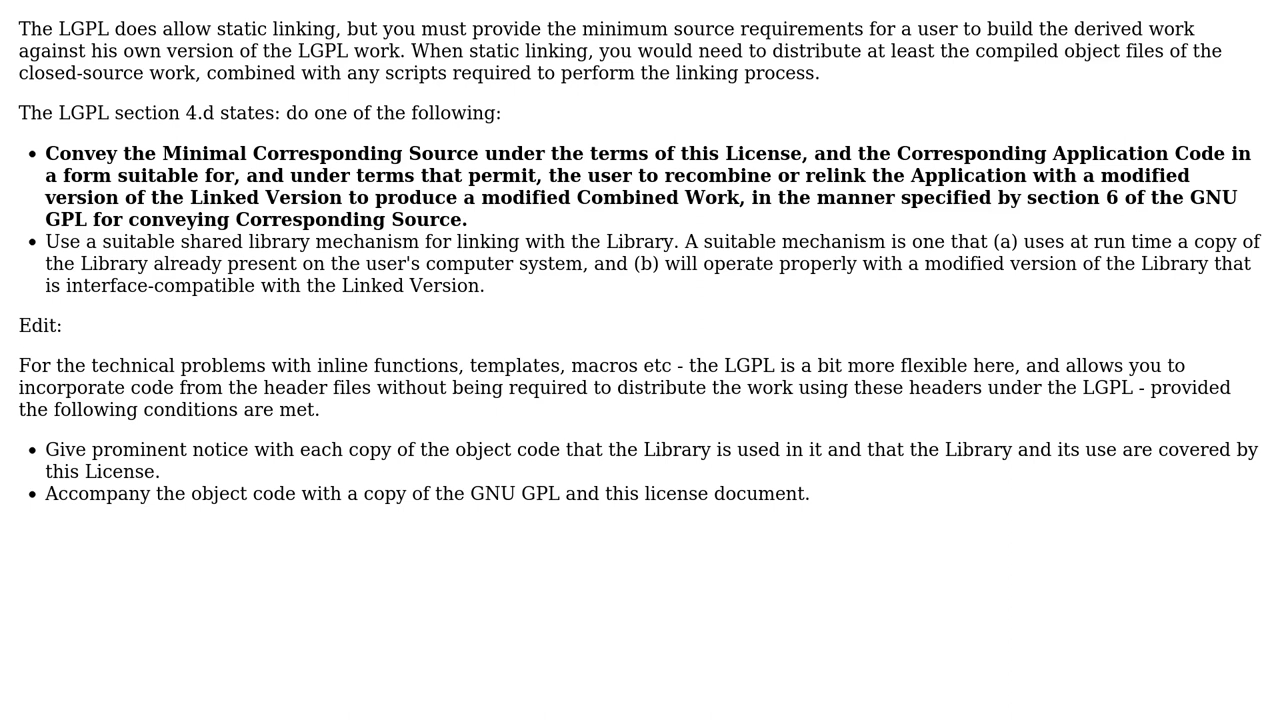 The LGPL does allow static linking, but you must provide the minimum source requirements for a user to build the derived work
against his own version of the LGPL work. When static linking, you would need to distribute at least the compiled object files of the
closed-source work, combined with any scripts required to perform the linking process.
The LGPL section 4.d states: do one of the following:
• Convey the Minimal Corresponding Source under the terms of this License, and the Corresponding Application Code in
a form suitable for, and under terms that permit, the user to recombine or relink the Application with a modified
version of the Linked Version to produce a modified Combined Work, in the manner specified by section 6 of the GNU
GPL for conveying Corresponding Source.
• Use a suitable shared library mechanism for linking with the Library. A suitable mechanism is one that (a) uses at run time a copy of
the Library already present on the user's computer system, and (b) will operate properly with a modified version of the Library that
is interface-compatible with the Linked Version.
Edit:
For the technical problems with inline functions, templates, macros etc - the LGPL is a bit more flexible here, and allows you to
incorporate code from the header files without being required to distribute the work using these headers under the LGPL - provided
the following conditions are met.
• Give prominent notice with each copy of the object code that the Library is used in it and that the Library and its use are covered by
this License.
• Accompany the object code with a copy of the GNU GPL and this license document.